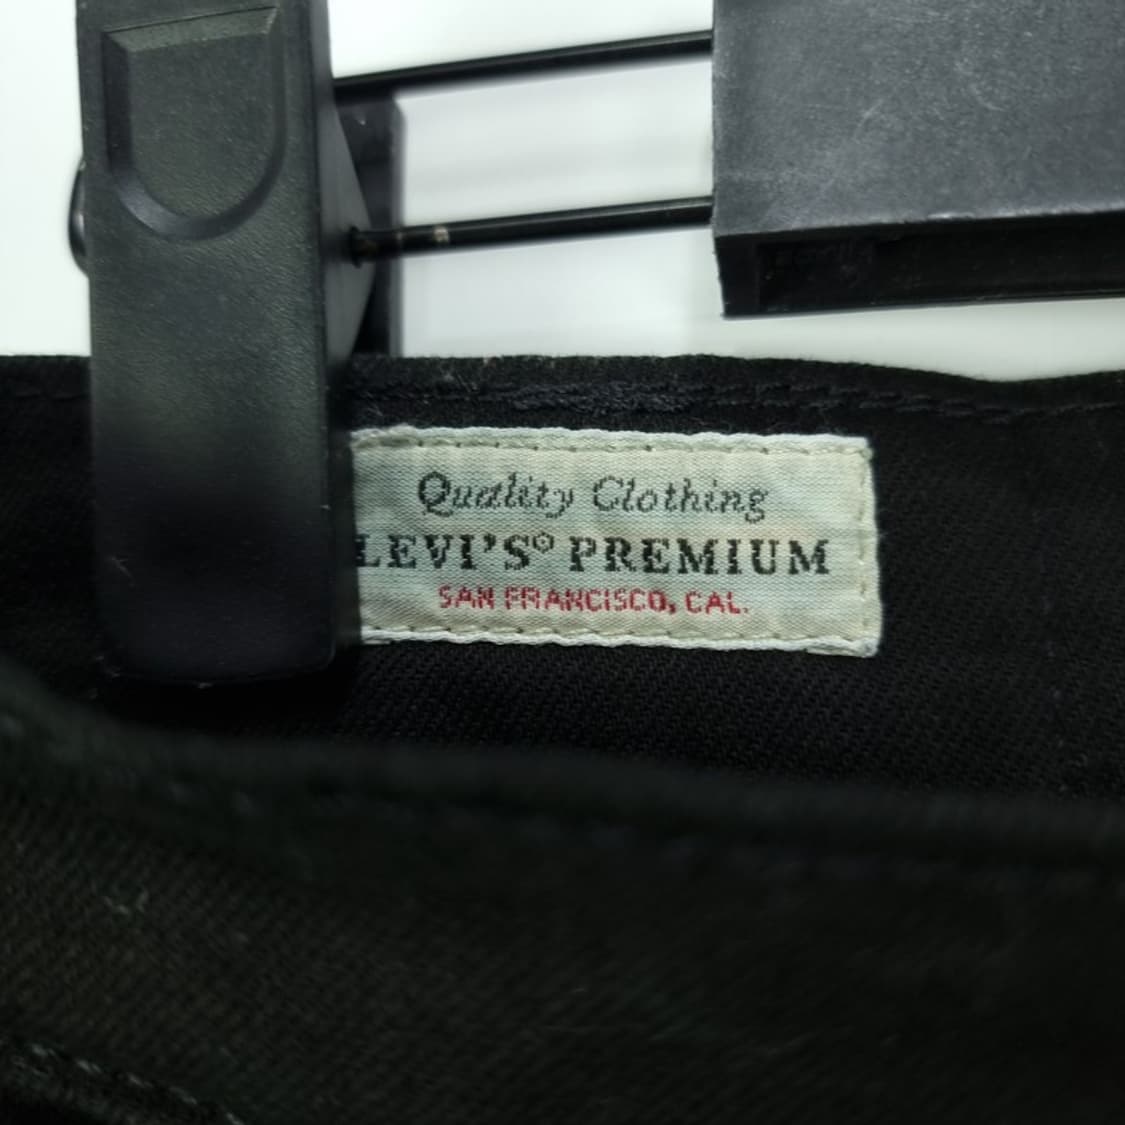 Quality Clothing
LEVI'S® PREMIUM
SAN FRANCISCO, CAL.